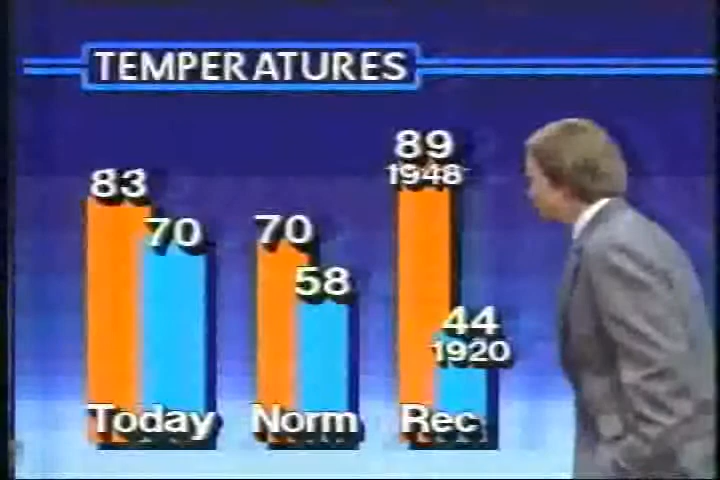 TEMPERATURES
83
70
70
58
89
1948
44
1920
Today
Norm
Rec